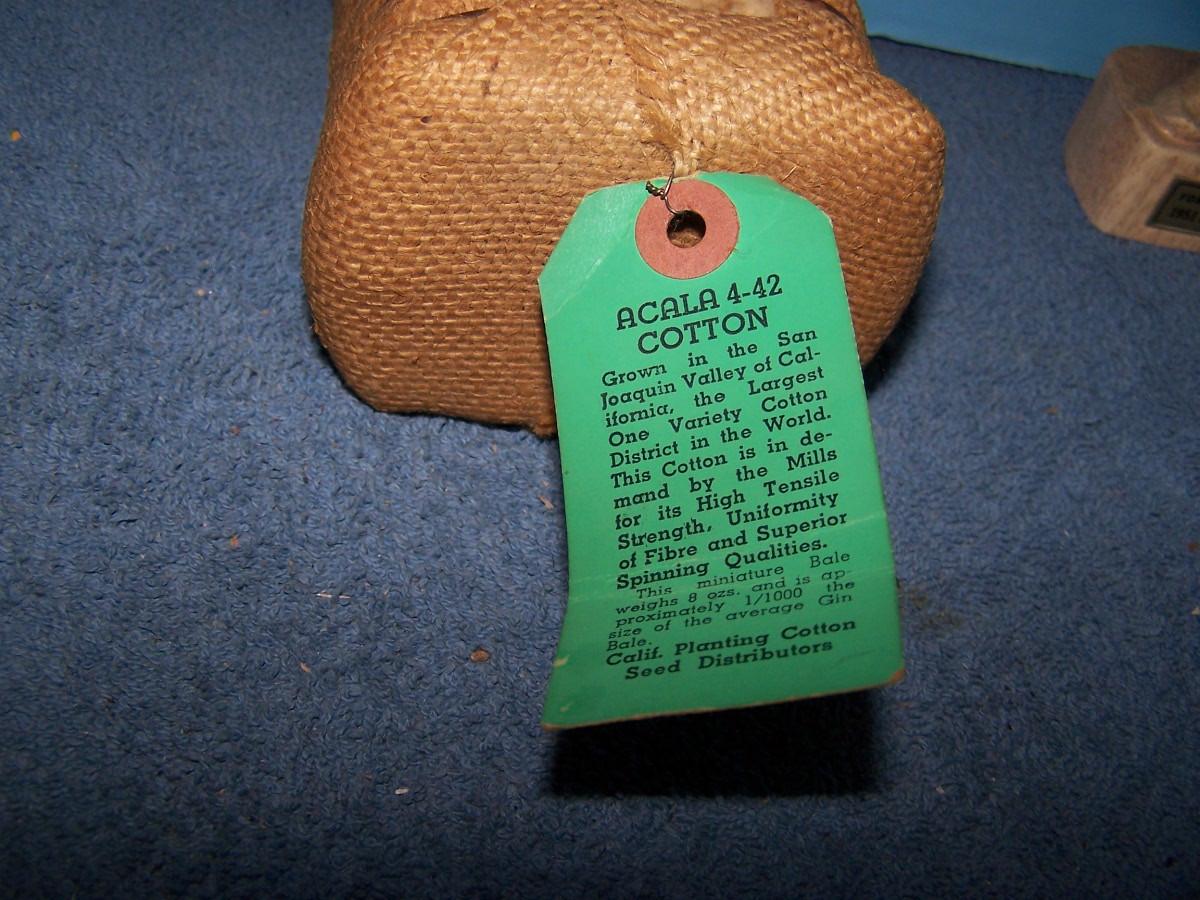 ACALA 4-42
COTTON
Grown in the San
Joaquin Valley of Cal-
ifornia, the Largest
One Variety Cotton
District in the World.
This Cotton is in de-
mand by the Mills
for its High Tensile
Strength, Uniformity
of Fibre and Superior
Spinning Qualities.
This miniature Bale
weighs 8 ozs. and is ap-
proximately 1/1000 the
size of the average Gin
Bale.
Calif. Planting Cotton
Seed Distributors